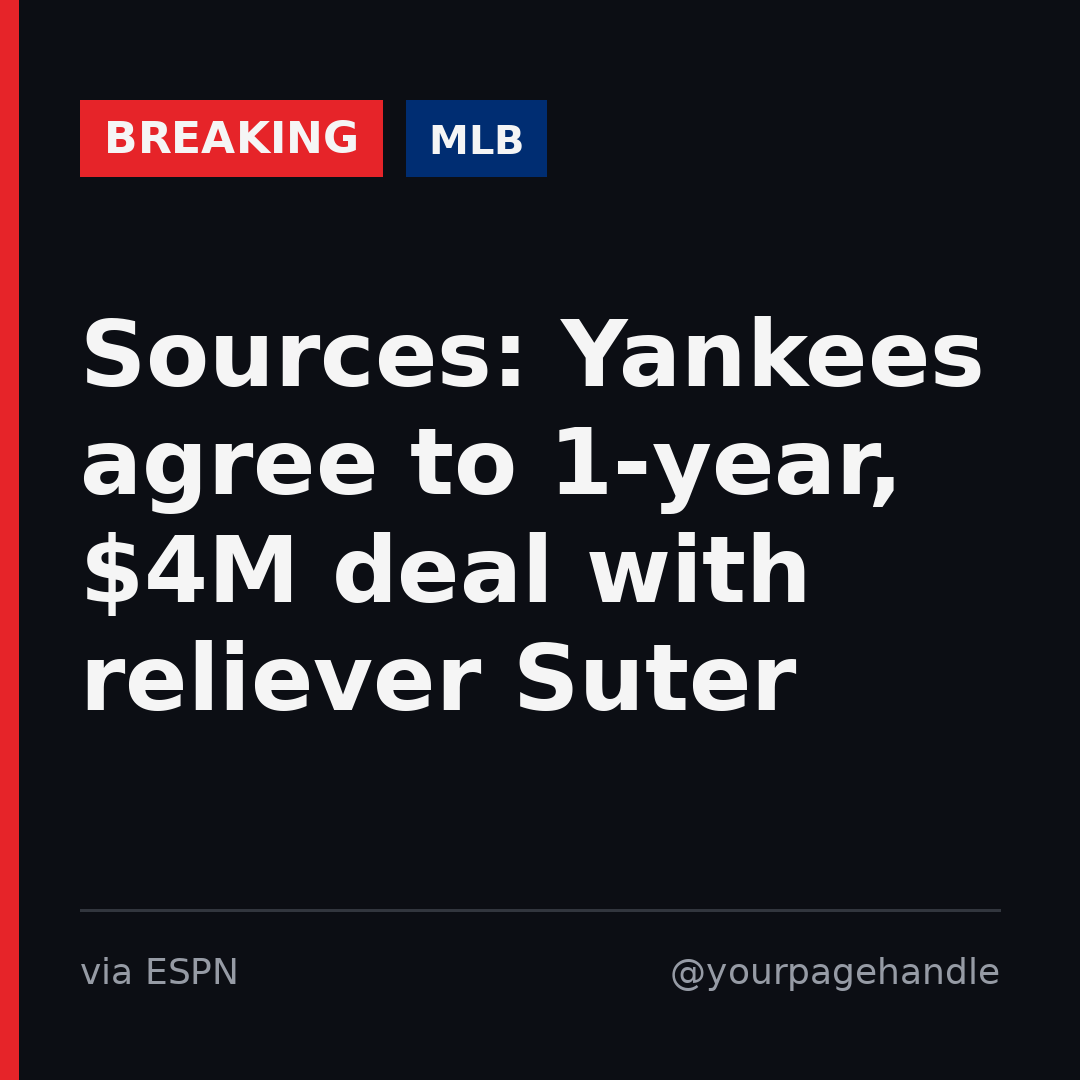 BREAKING MLB
Sources: Yankees
agree to 1-year,
$4M deal with
reliever Suter
via ESPN @yourpagehandle